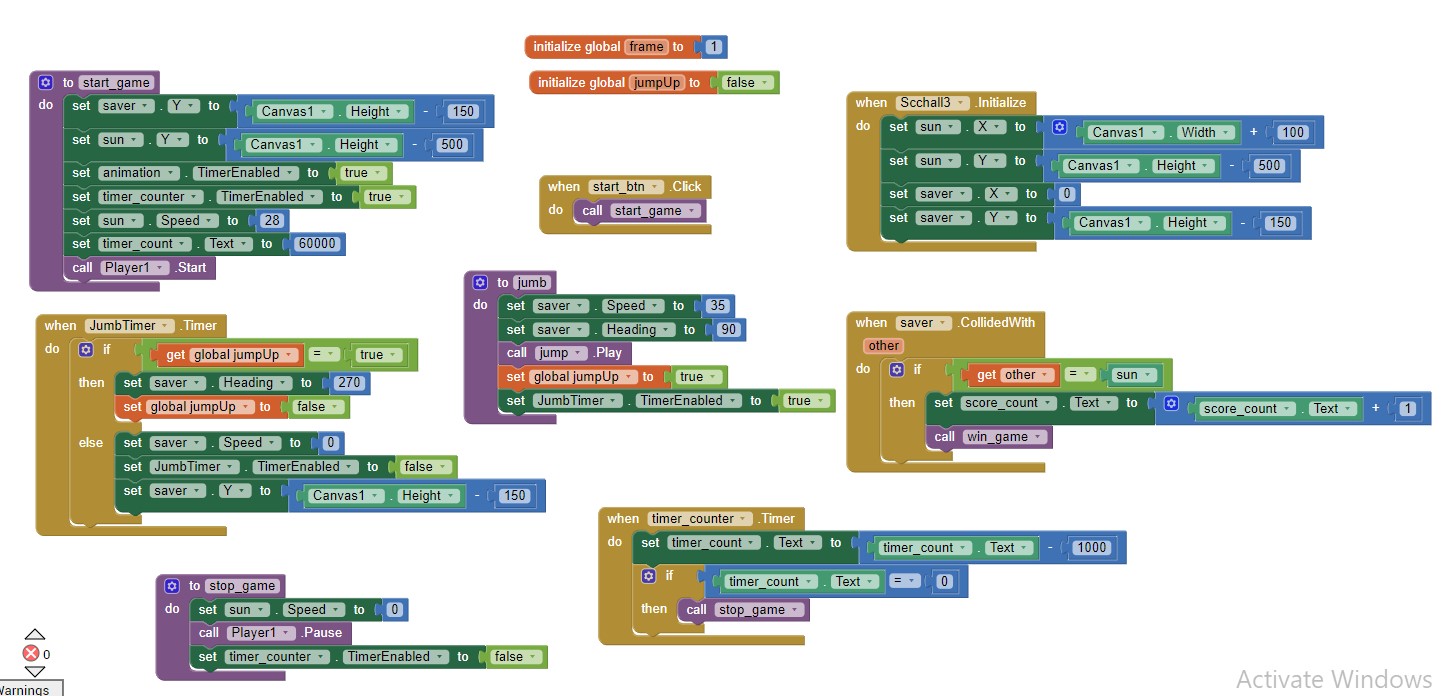 initialize global frame to 1
initialize global jumpUp to false
to start_game
do set saver . Y to Canvas1 . Height - 150
set sun . Y to Canvas1 . Height - 500
set animation . TimerEnabled to true
set timer_counter . TimerEnabled to true
set sun . Speed to 28
set timer_count . Text to 60000
call Player1 .Start
when Scchall3 .Initialize
do set sun . X to Canvas1 . Width + 100
set sun . Y to Canvas1 . Height - 500
set saver . X to 0
set saver . Y to Canvas1 . Height - 150
when start_btn .Click
do call start_game
to jumb
do set saver . Speed to 35
set saver . Heading to 90
call jump .Play
set global jumpUp to true
set JumbTimer . TimerEnabled to true
when JumbTimer .Timer
do if get global jumpUp = true
then set saver . Heading to 270
set global jumpUp to false
else set saver . Speed to 0
set JumbTimer . TimerEnabled to false
set saver . Y to Canvas1 . Height - 150
when saver .CollidedWith
other
do if get other = sun
then set score_count . Text to score_count . Text + 1
call win_game
when timer_counter .Timer
do set timer_count . Text to timer_count . Text - 1000
if timer_count . Text = 0
then call stop_game
to stop_game
do set sun . Speed to 0
call Player1 .Pause
set timer_counter . TimerEnabled to false
0
Warnings
Activate Windows